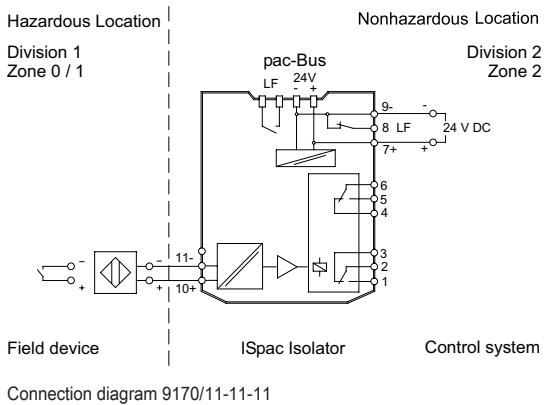 Hazardous Location
Nonhazardous Location
Division 1
Zone 0 / 1
Division 2
Zone 2
pac-Bus
LF
24V
- +
9-
-
8 LF
24 V DC
7+
+
6
5
4
3
2
1
-
-
11-
+
+
10+
Field device
ISpac Isolator
Control system
Connection diagram 9170/11-11-11